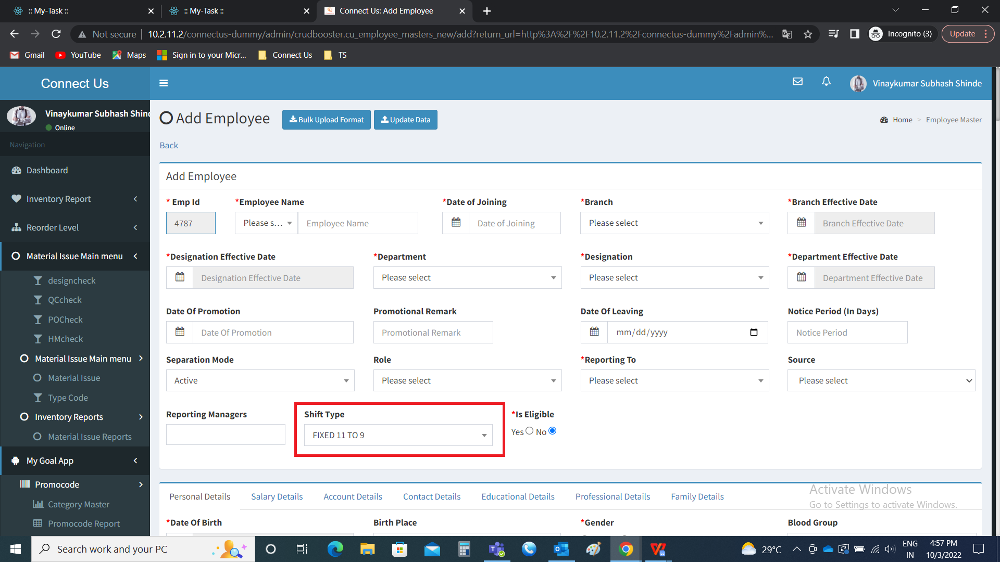 :: My-Task ::
:: My-Task ::
Connect Us: Add Employee
Not secure
10.2.11.2/connectus-dummy/admin/crudbooster.cu_employee_masters_new/add?return_url=http%3A%2F%2F10.2.11.2%2Fconnectus-dummy%2Fadmin%...
Incognito (3)
Update
Gmail
YouTube
Maps
Sign in to your Micr...
Connect Us
TS
Connect Us
Vinaykumar Subhash Shinde
Vinaykumar Subhash Shind
Online
Navigation
Dashboard
Inventory Report
Reorder Level
Material Issue Main menu
designcheck
QCcheck
POCheck
HMcheck
Material Issue Main menu
Material Issue
Type Code
Inventory Reports
Material Issue Reports
My Goal App
Promocode
Category Master
Promocode Report
Add Employee
Bulk Upload Format
Update Data
Home > Employee Master
Back
Add Employee
* Emp Id
*Employee Name
*Date of Joining
*Branch
*Branch Effective Date
4787
Please s...
Employee Name
Date of Joining
Please select
Branch Effective Date
*Designation Effective Date
*Department
*Designation
*Department Effective Date
Designation Effective Date
Please select
Please select
Department Effective Date
Date Of Promotion
Promotional Remark
Date Of Leaving
Notice Period (In Days)
Date Of Promotion
Promotional Remark
mm/dd/yyyy
Notice Period
Separation Mode
Role
*Reporting To
Source
Active
Please select
Please select
Please select
Reporting Managers
Shift Type
*Is Eligible
FIXED 11 TO 9
Yes No
Personal Details
Salary Details
Account Details
Contact Details
Educational Details
Professional Details
Family Details
Activate Windows
Go to Settings to activate Windows.
*Date Of Birth
Birth Place
*Gender
Blood Group
Search work and your PC
29°C
ENG
IN
4:57 PM
10/3/2022